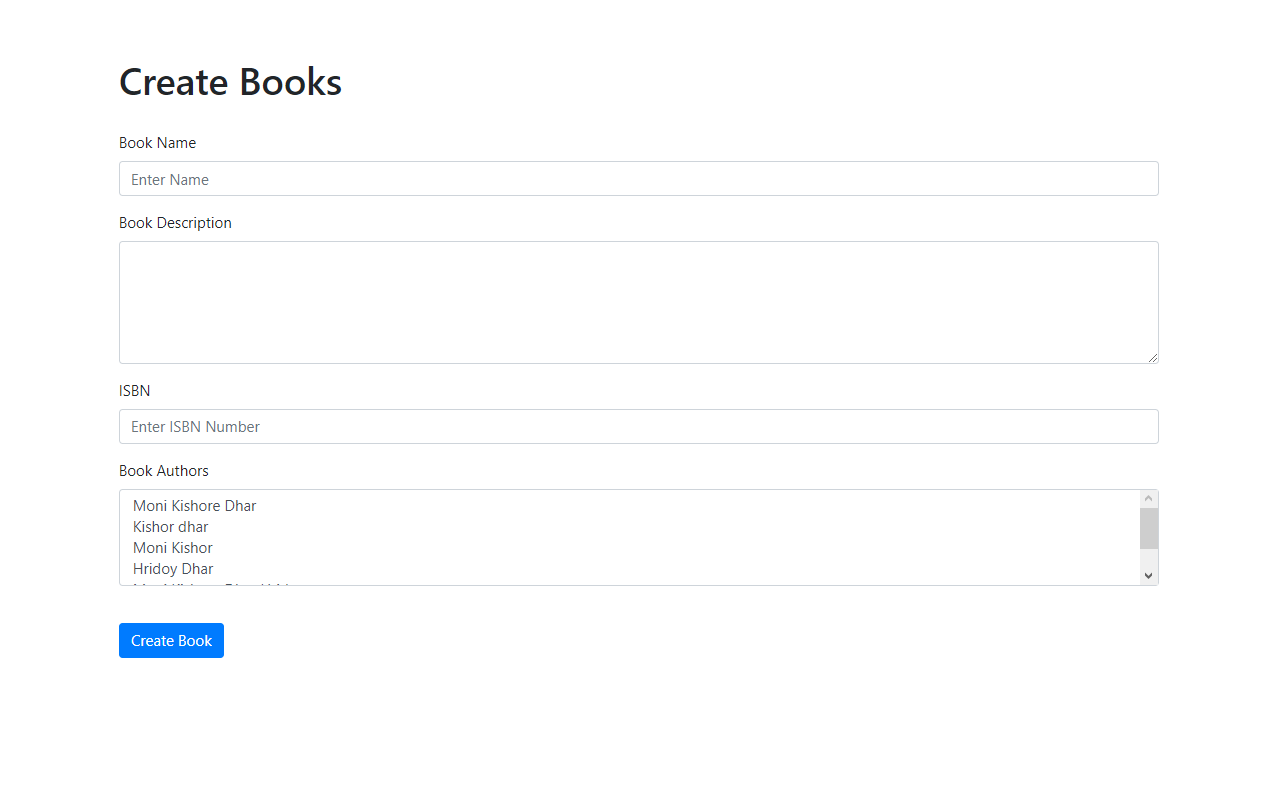 Create Books
Book Name
Enter Name
Book Description
ISBN
Enter ISBN Number
Book Authors
Moni Kishore Dhar
Kishor dhar
Moni Kishor
Hridoy Dhar
Create Book